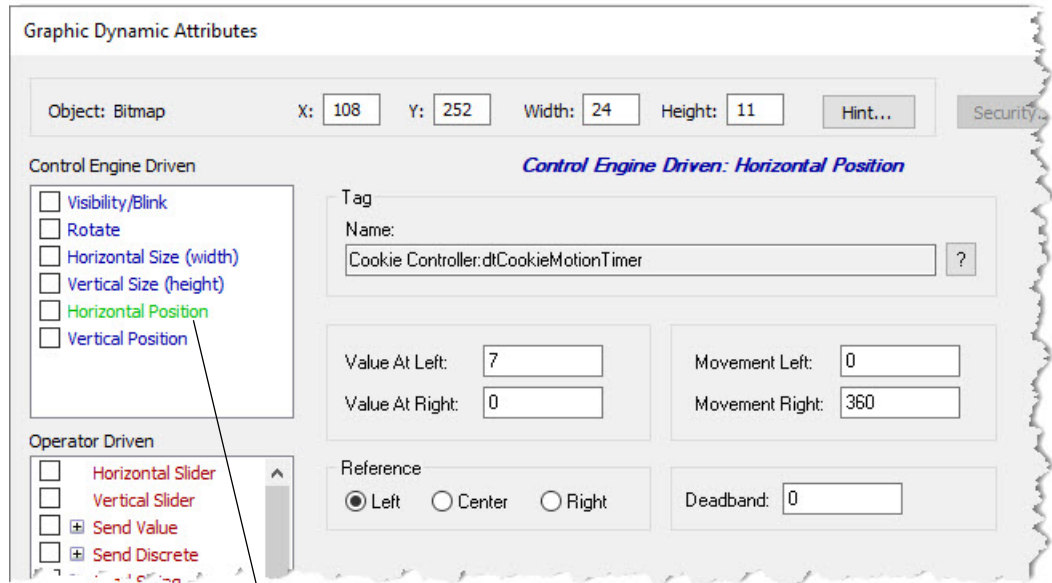 Graphic Dynamic Attributes
Object: Bitmap X: 108 Y: 252 Width: 24 Height: 11 Hint... Security
Control Engine Driven
Control Engine Driven: Horizontal Position
Visibility/Blink
Rotate
Horizontal Size (width)
Vertical Size (height)
Horizontal Position
Vertical Position
Tag
Name:
Cookie Controller:dtCookieMotionTimer ?
Value At Left: 7
Value At Right: 0
Movement Left: 0
Movement Right: 360
Operator Driven
Horizontal Slider
Vertical Slider
Send Value
Send Discrete
Reference
Left Center Right
Deadband: 0